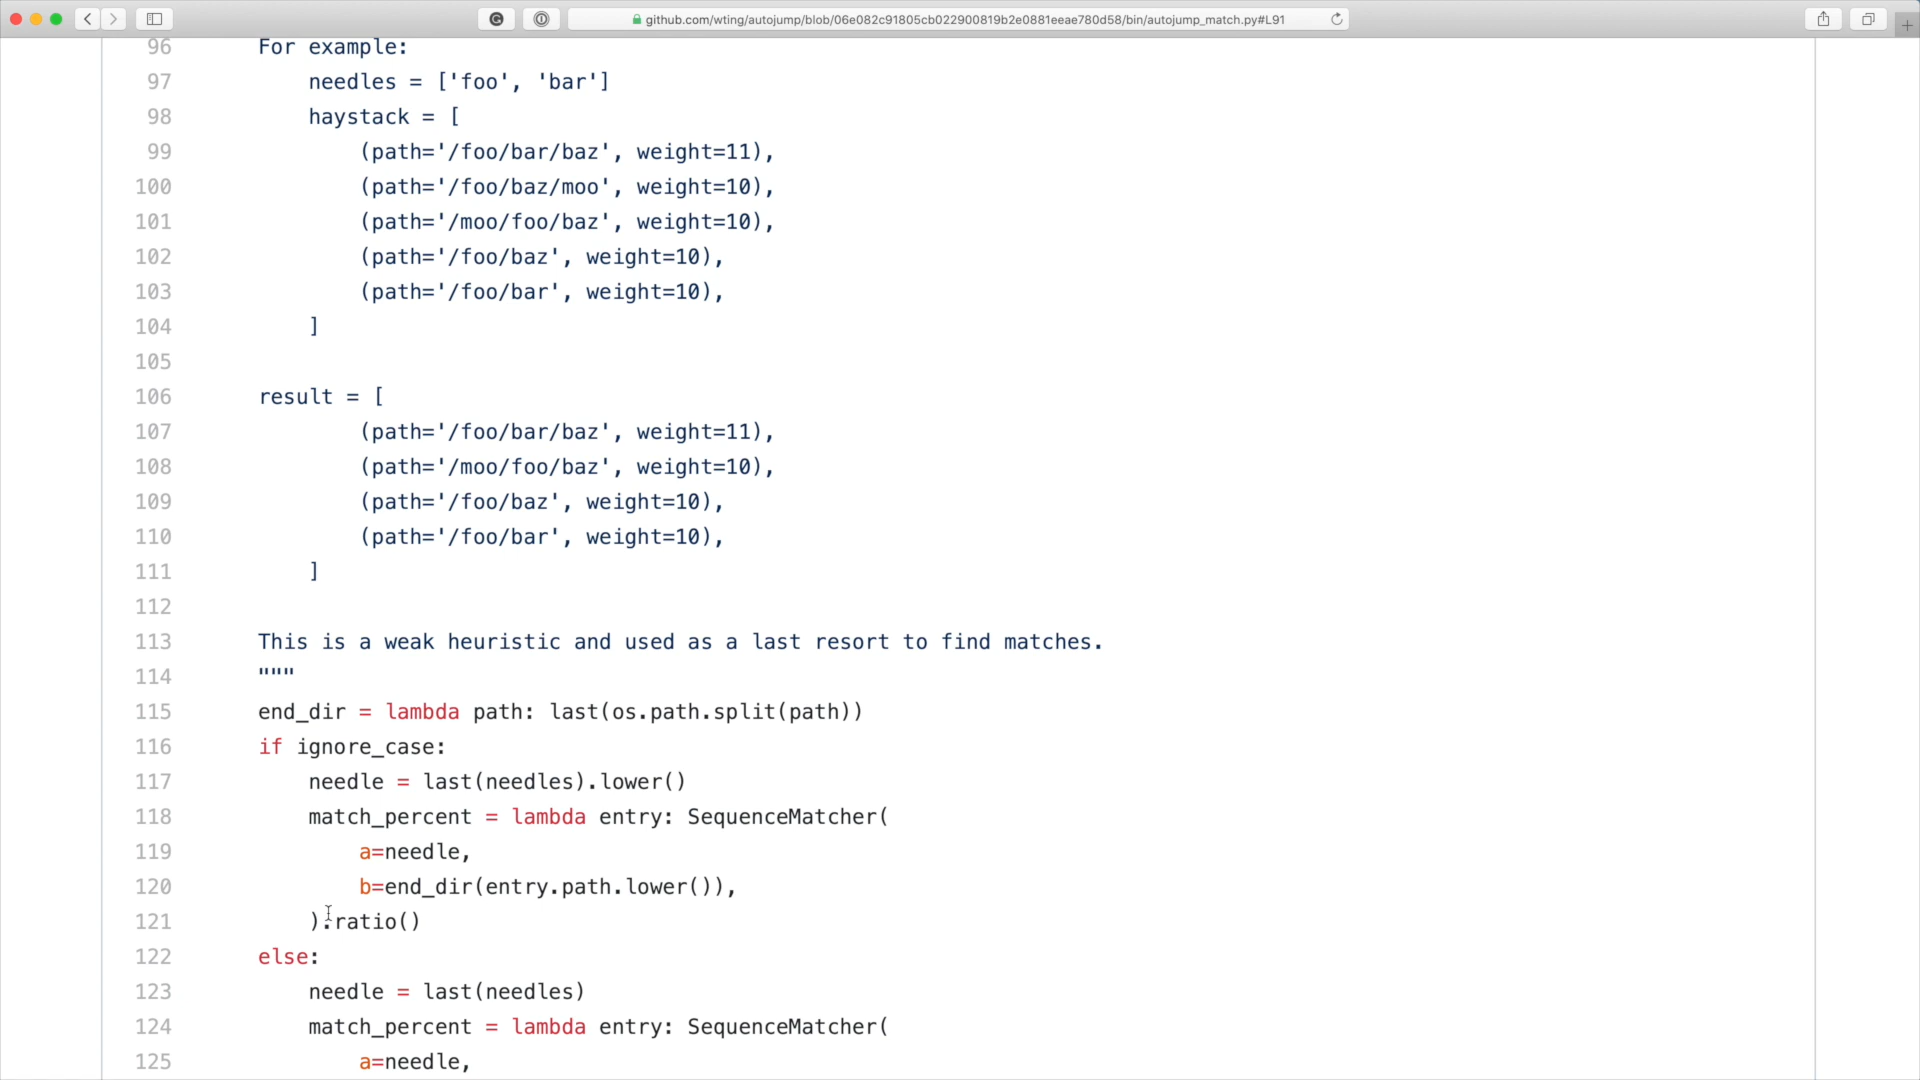 github.com/wting/autojump/blob/06e082c91805cb022900819b2e0881eeae780d58/bin/autojump_match.py#L91
96 For example:
97 needles = ['foo', 'bar']
98 haystack = [
99 (path='/foo/bar/baz', weight=11),
100 (path='/foo/baz/moo', weight=10),
101 (path='/moo/foo/baz', weight=10),
102 (path='/foo/baz', weight=10),
103 (path='/foo/bar', weight=10),
104 ]
105
106 result = [
107 (path='/foo/bar/baz', weight=11),
108 (path='/moo/foo/baz', weight=10),
109 (path='/foo/baz', weight=10),
110 (path='/foo/bar', weight=10),
111 ]
112
113 This is a weak heuristic and used as a last resort to find matches.
114 """
115 end_dir = lambda path: last(os.path.split(path))
116 if ignore_case:
117 needle = last(needles).lower()
118 match_percent = lambda entry: SequenceMatcher(
119 a=needle,
120 b=end_dir(entry.path.lower()),
121 ).ratio()
122 else:
123 needle = last(needles)
124 match_percent = lambda entry: SequenceMatcher(
125 a=needle,